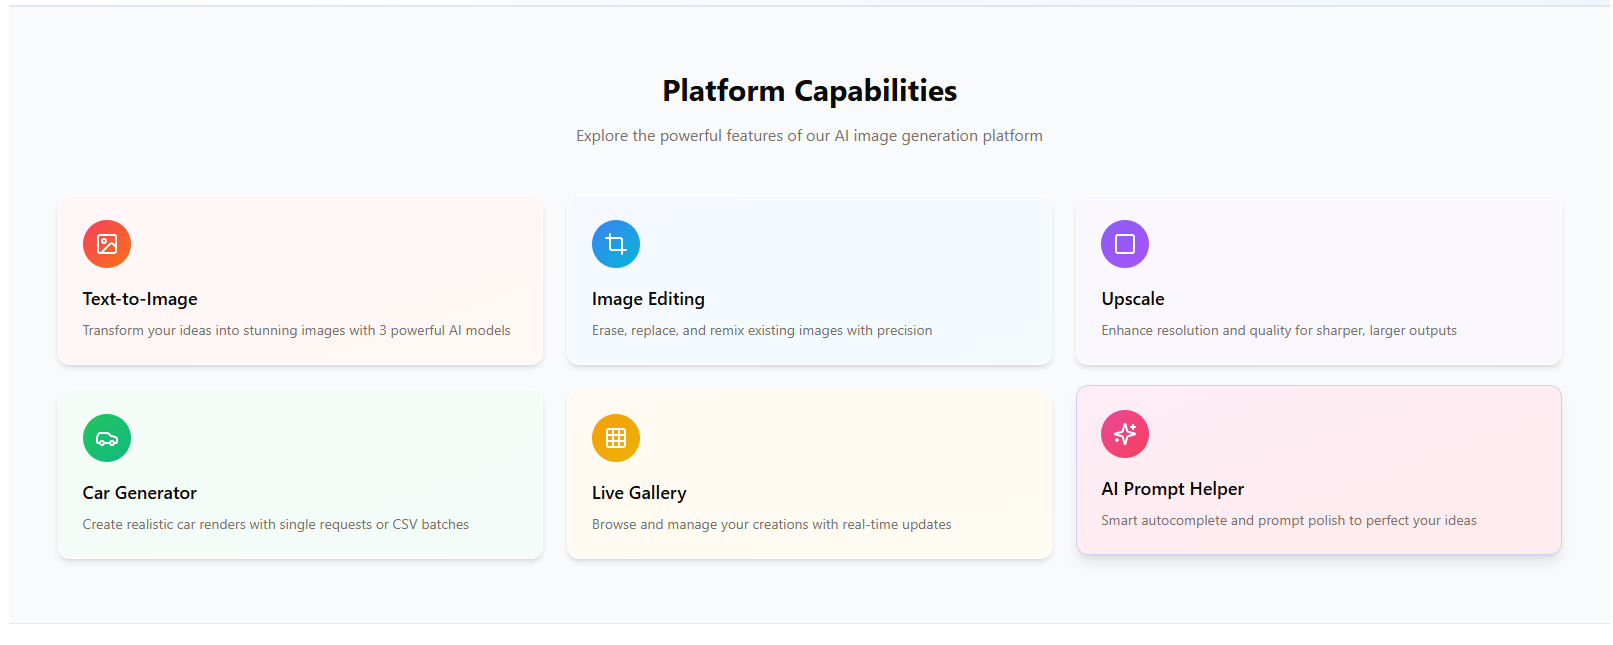 Platform Capabilities
Explore the powerful features of our AI image generation platform
Text-to-Image
Transform your ideas into stunning images with 3 powerful AI models
Image Editing
Erase, replace, and remix existing images with precision
Upscale
Enhance resolution and quality for sharper, larger outputs
Car Generator
Create realistic car renders with single requests or CSV batches
Live Gallery
Browse and manage your creations with real-time updates
AI Prompt Helper
Smart autocomplete and prompt polish to perfect your ideas